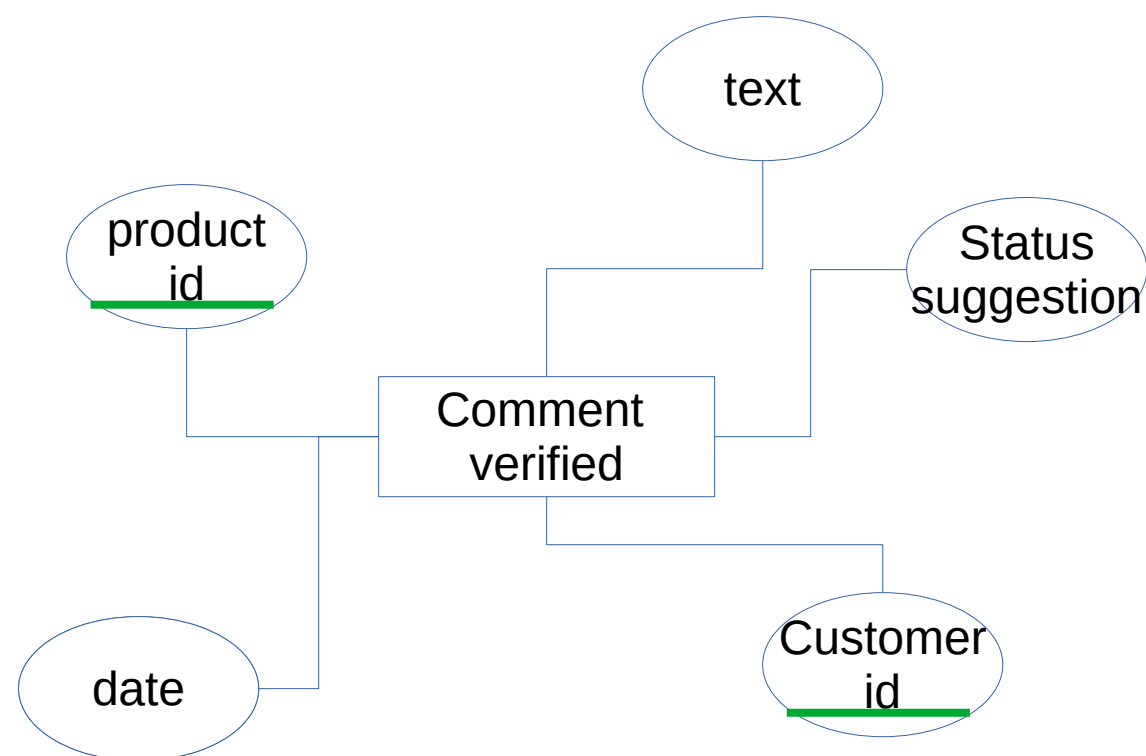 text
product
id
Status
suggestion
Comment
verified
Customer
id
date